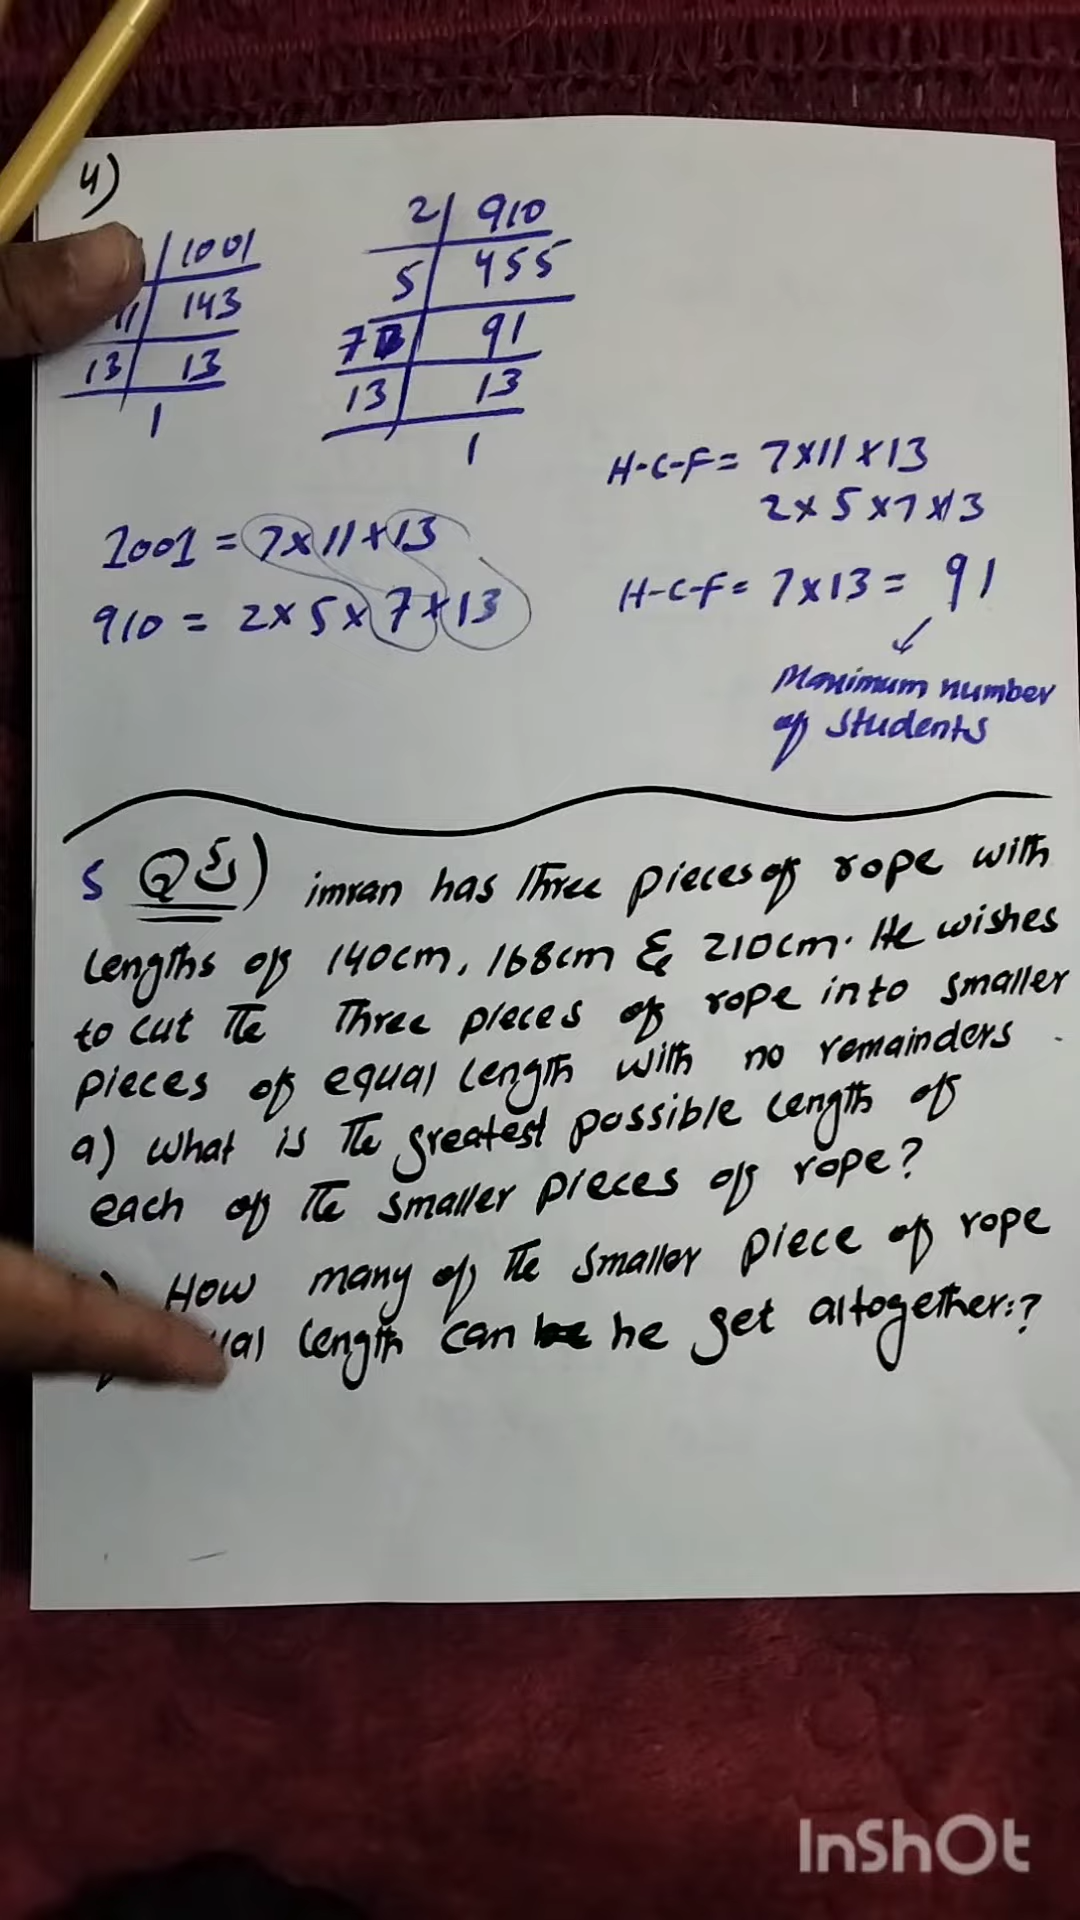 4)
1001
11 143
13 13
1
2 910
5 455
7 91
13 13
1
H-C-F = 7×11×13
2×5×7×13
1001 = 7×11×13
910 = 2×5×7×13
H-C-F = 7×13 = 91
Maximum number
of students
5 Q5) imran has three pieces of rope with
Lengths of 140cm, 168cm & 210cm. He wishes
to cut the three pieces of rope into smaller
pieces of equal length with no remainders.
a) what is the greatest possible length of
each of the smaller pieces of rope?
) How many of the smaller piece of rope
length can he get altogether:?
InShOt